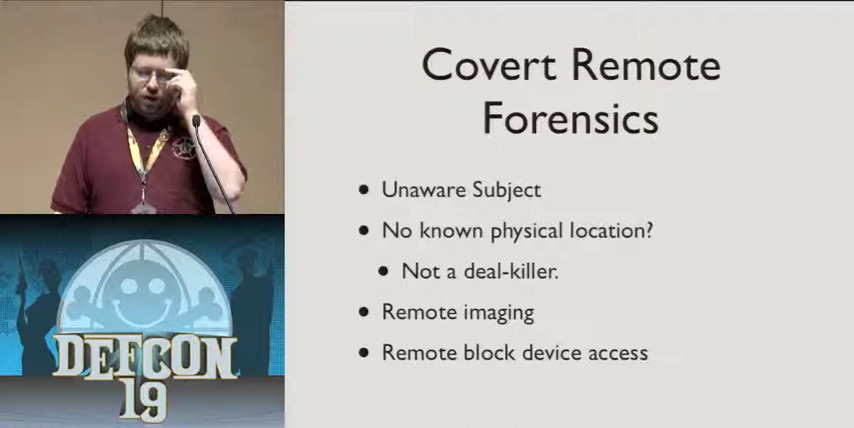 Covert Remote
Forensics
• Unaware Subject
• No known physical location?
• Not a deal-killer.
• Remote imaging
• Remote block device access
DEFCON
19